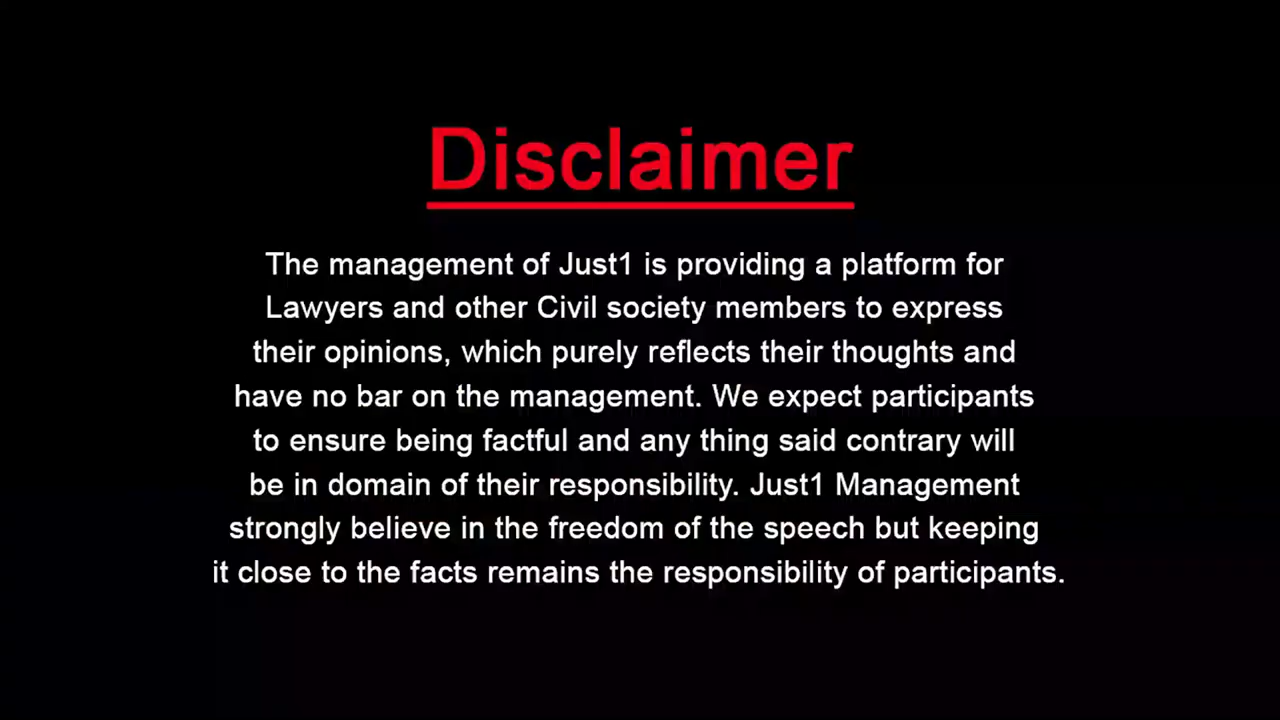 Disclaimer
The management of Just1 is providing a platform for
Lawyers and other Civil society members to express
their opinions, which purely reflects their thoughts and
have no bar on the management. We expect participants
to ensure being factful and any thing said contrary will
be in domain of their responsibility. Just1 Management
strongly believe in the freedom of the speech but keeping
it close to the facts remains the responsibility of participants.